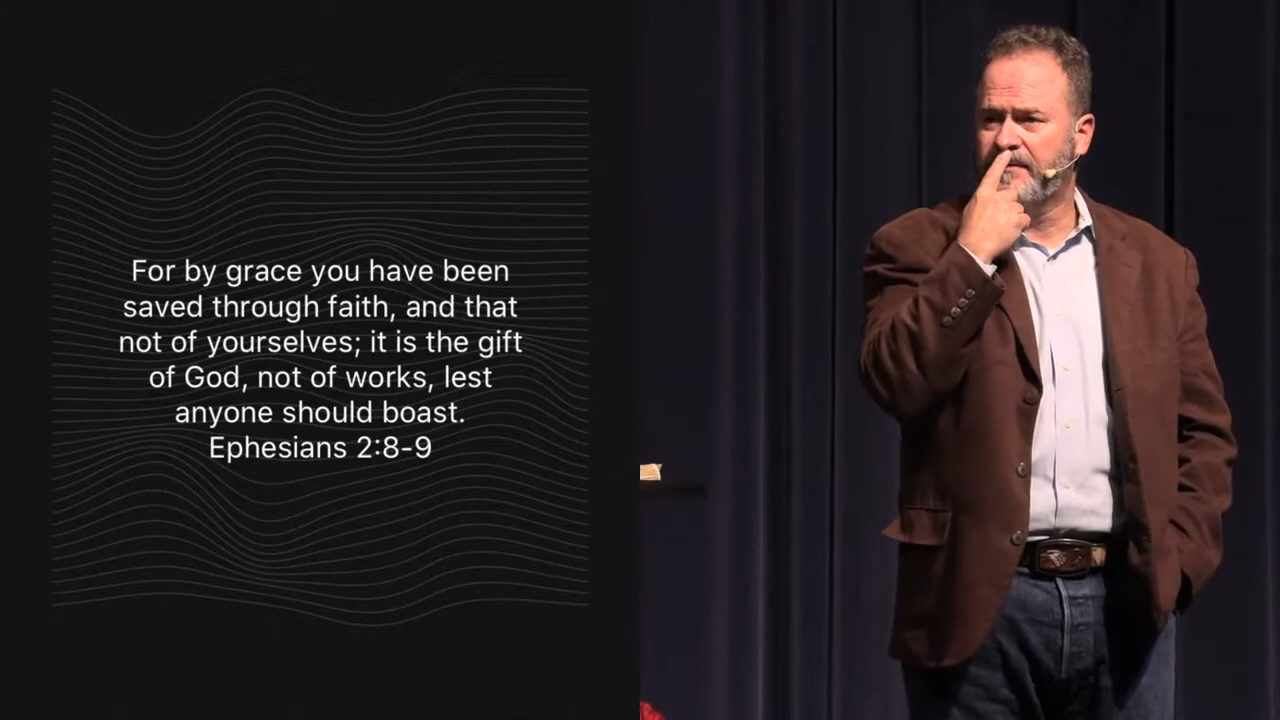 For by grace you have been
saved through faith, and that
not of yourselves; it is the gift
of God, not of works, lest
anyone should boast.
Ephesians 2:8-9